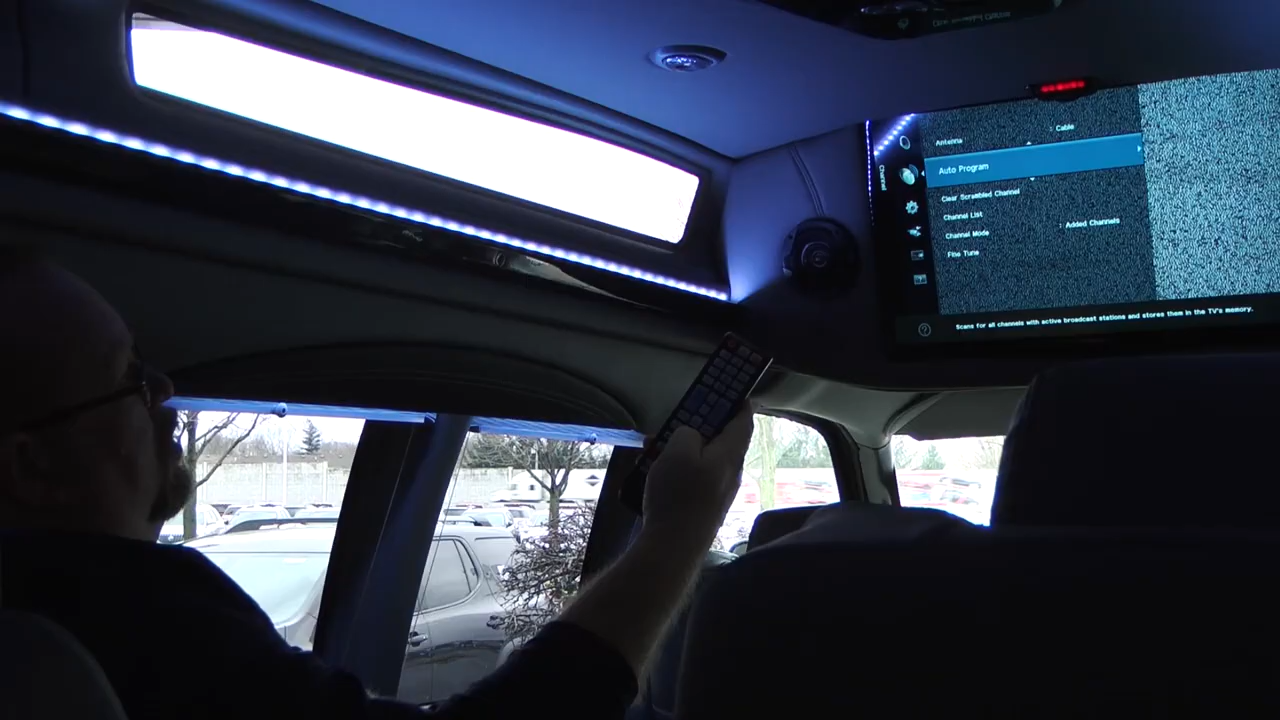 Channel
Antenna : Cable
Auto Program
Clear Scrambled Channel
Channel List
Channel Mode : Added Channels
Fine Tune
Scans for all channels with active broadcast stations and stores them in the TV's memory.